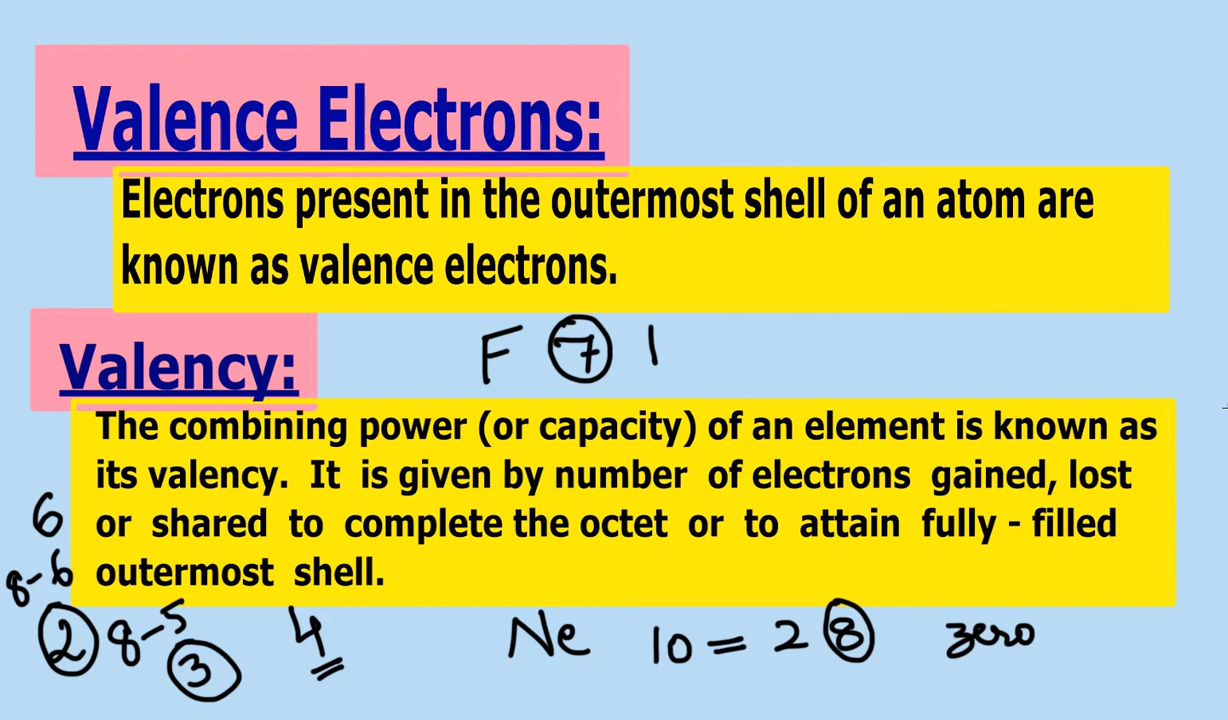 Valence Electrons:
Electrons present in the outermost shell of an atom are
known as valence electrons.
F 7 1
Valency:
The combining power (or capacity) of an element is known as
its valency. It is given by number of electrons gained, lost
or shared to complete the octet or to attain fully - filled
outermost shell.
6
8-6
2 8-5
3
4
Ne 10 = 2 8 zero